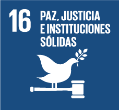 16 PAZ, JUSTICIA
E INSTITUCIONES
SÓLIDAS